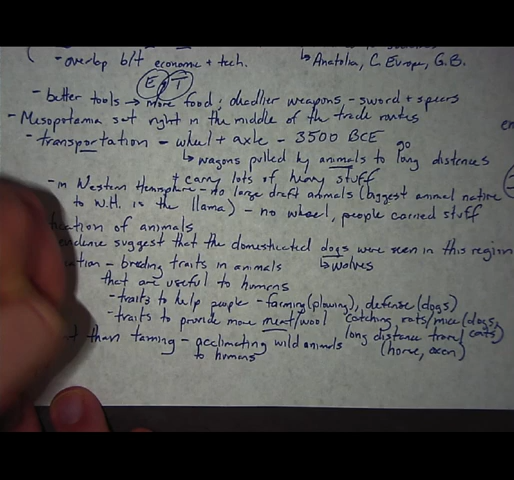 - overlap b/t economic + tech.
↳ Anatolia, C. Europe, G.B.
E T
- better tools → more food; deadlier weapons - sword + spears
- Mesopotamia sat right in the middle of the trade routes
- transportation - wheel + axle - 3500 BCE
↳ wagons pulled by animals to go long distances
+ carry lots of heavy stuff
- in Western Hemisphere - no large draft animals (biggest animal native
to W.H. is the llama) - no wheel, people carried stuff
ication of animals
idence suggest that the domesticated dogs were seen in this region
ation - breeding traits in animals ↳ wolves
that are useful to humans
- traits to help people - farming (plowing), defense (dogs)
- traits to provide more meat/wool catching rats/mice (dogs, cats)
t than taming - acclimating wild animals long distance travel
to humans (horse, oxen)